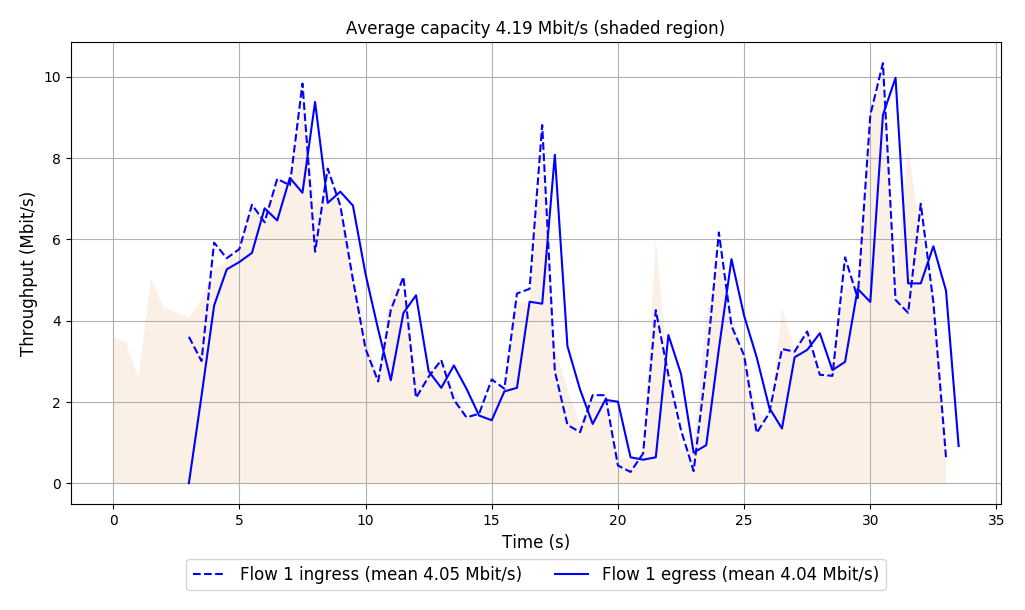 Average capacity 4.19 Mbit/s (shaded region)
Throughput (Mbit/s)
10
8
6
4
2
0
0 5 10 15 20 25 30 35
Time (s)
Flow 1 ingress (mean 4.05 Mbit/s) Flow 1 egress (mean 4.04 Mbit/s)